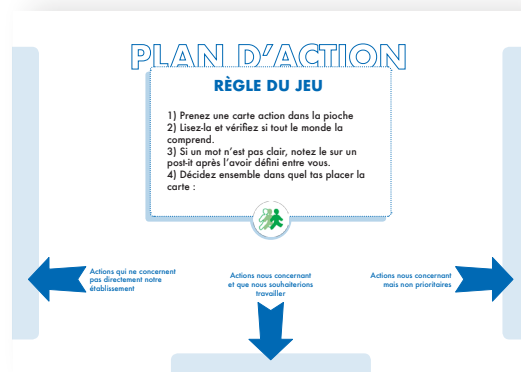 PLAN D'ACTION
RÈGLE DU JEU
1) Prenez une carte action dans la pioche
2) Lisez-la et vérifiez si tout le monde la
comprend.
3) Si un mot n'est pas clair, notez le sur un
post-it après l'avoir défini entre vous.
4) Décidez ensemble dans quel tas placer la
carte :
Actions qui ne concernent
pas directement notre
établissement
Actions nous concernant
et que nous souhaiterions
travailler
Actions nous concernant
mais non prioritaires